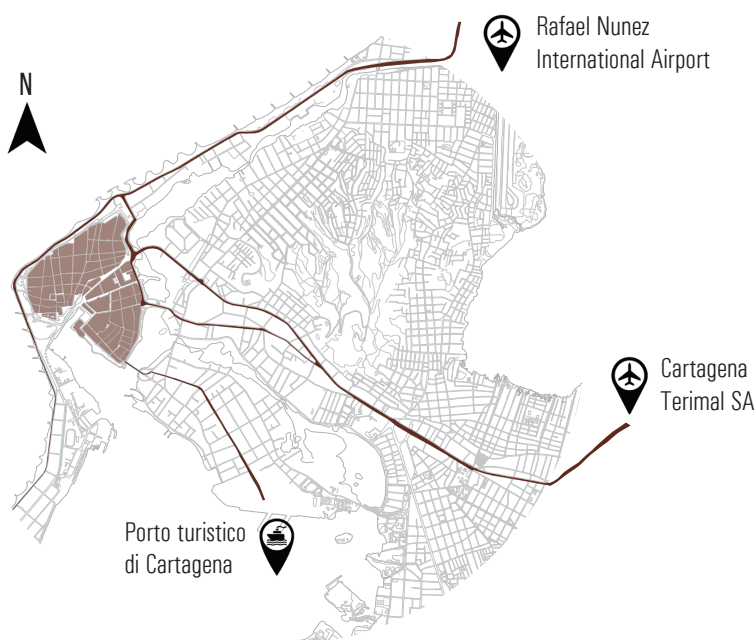 Rafael Nunez
International Airport
N
Cartagena
Terimal SA
Porto turistico
di Cartagena